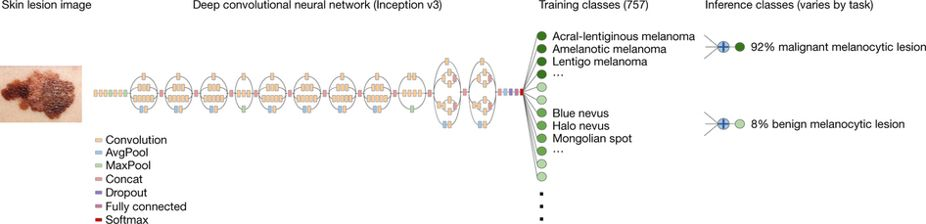 Skin lesion image
Deep convolutional neural network (Inception v3)
Training classes (757)
Inference classes (varies by task)
Acral-lentiginous melanoma
Amelanotic melanoma
Lentigo melanoma
...
Blue nevus
Halo nevus
Mongolian spot
...
92% malignant melanocytic lesion
8% benign melanocytic lesion
Convolution
AvgPool
MaxPool
Concat
Dropout
Fully connected
Softmax